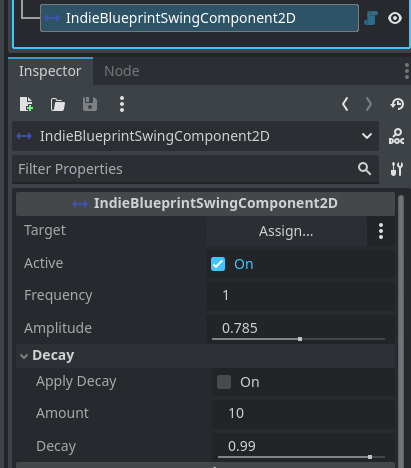 IndieBlueprintSwingComponent2D
Inspector Node
IndieBlueprintSwingComponent2D
DOC
Filter Properties
IndieBlueprintSwingComponent2D
Target Assign...
Active On
Frequency 1
Amplitude 0.785
Decay
Apply Decay On
Amount 10
Decay 0.99